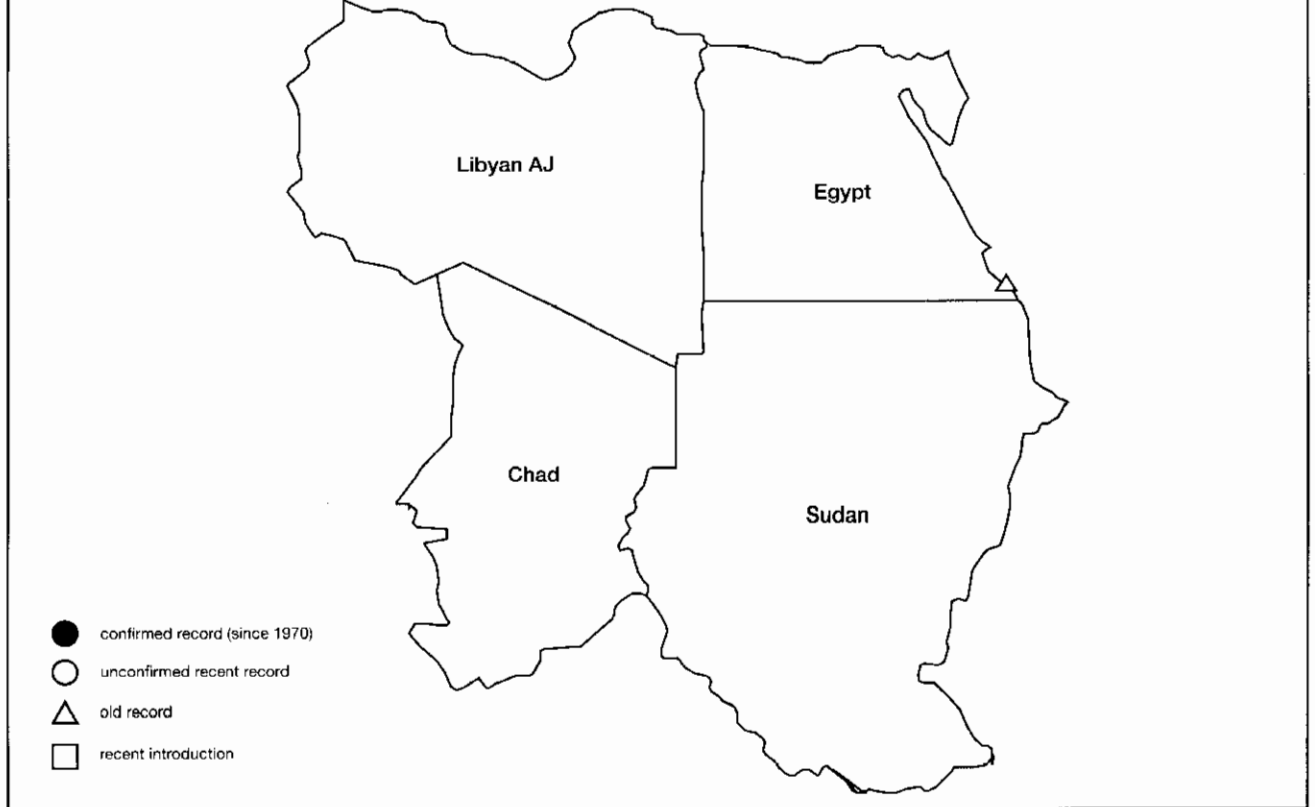 Libyan AJ
Egypt
Chad
Sudan
confirmed record (since 1970)
unconfirmed recent record
old record
recent introduction